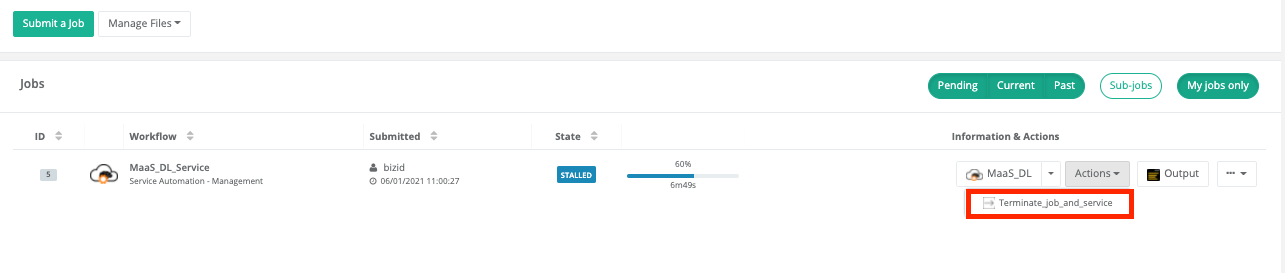 Submit a Job Manage Files
Jobs Pending Current Past Sub-jobs My jobs only
ID Workflow Submitted State Information & Actions
5 MaaS_DL_Service bizid STALLED 60% MaaS_DL Actions Output ...
Service Automation - Management 06/01/2021 11:00:27 6m49s
Terminate_job_and_service